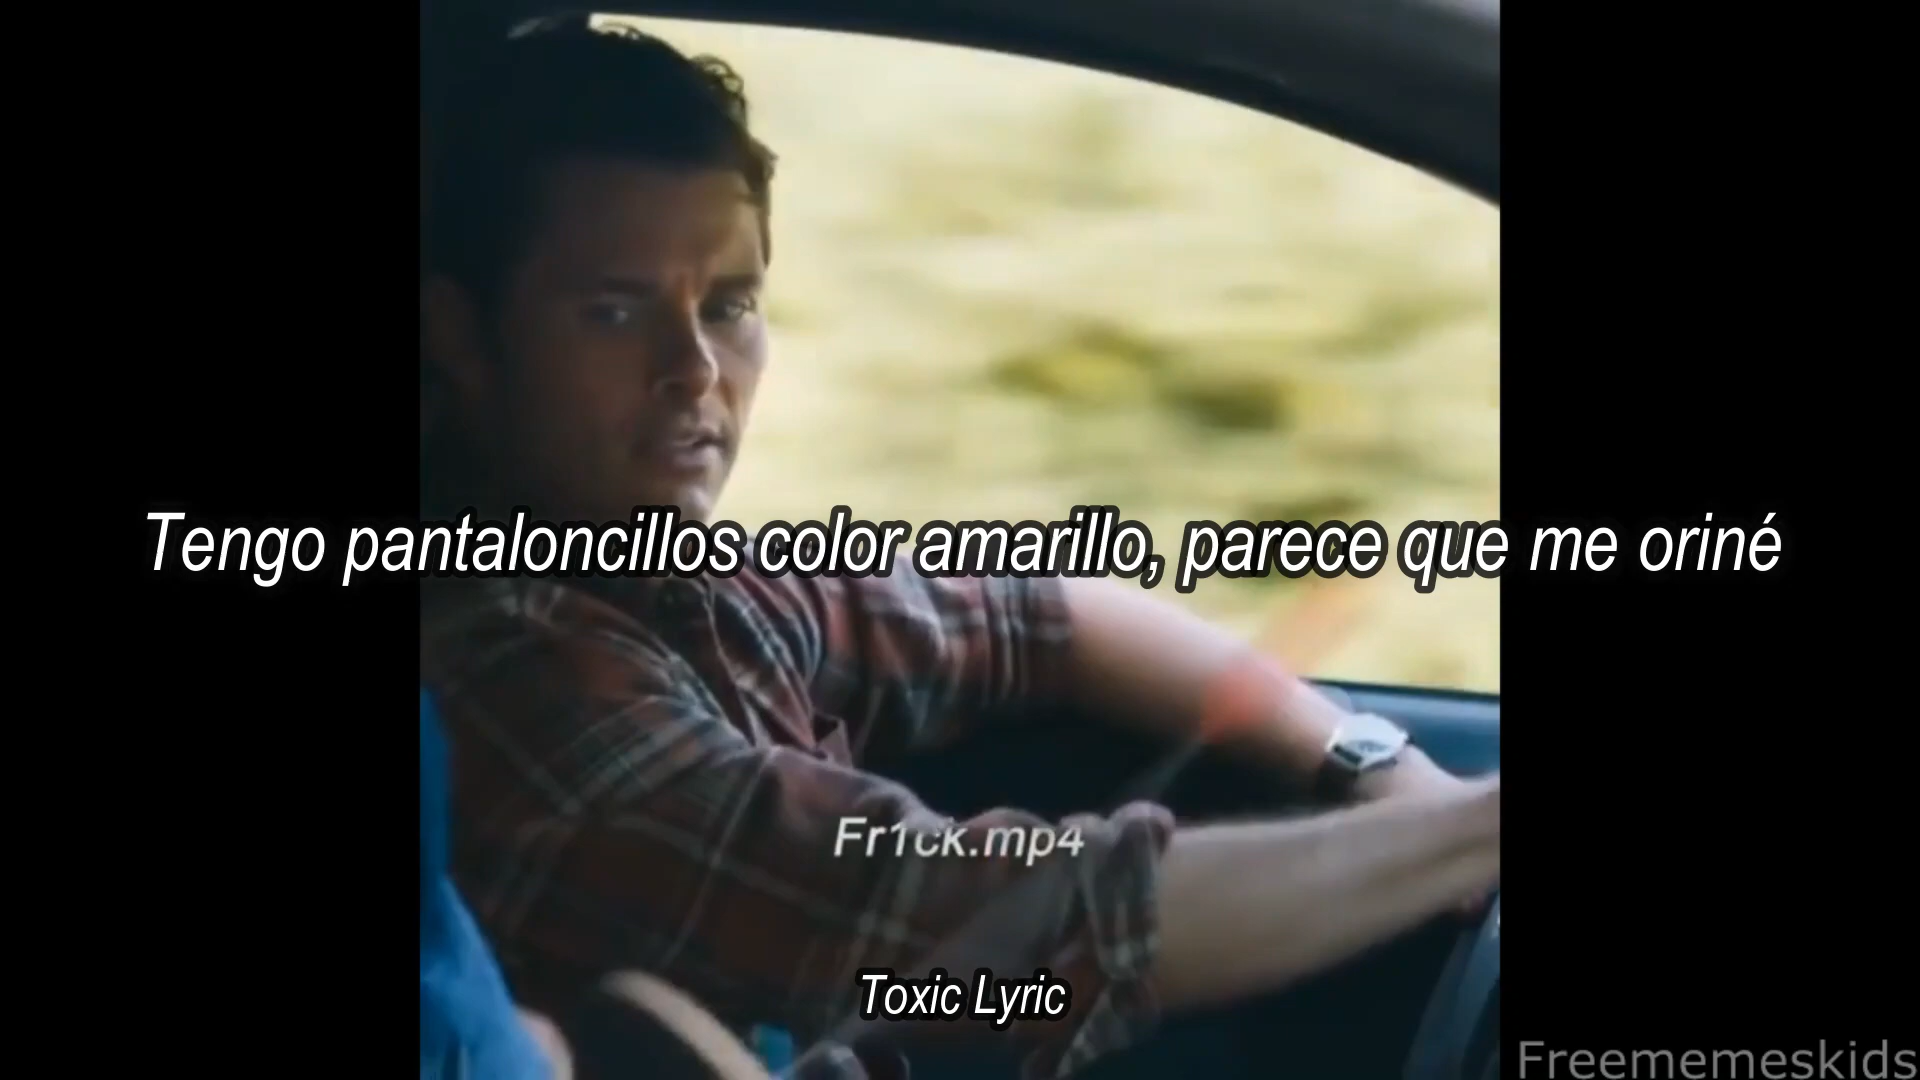 Tengo pantaloncillos color amarillo, parece que me oriné
Fr1ck.mp4
Toxic Lyric
Freememeskids